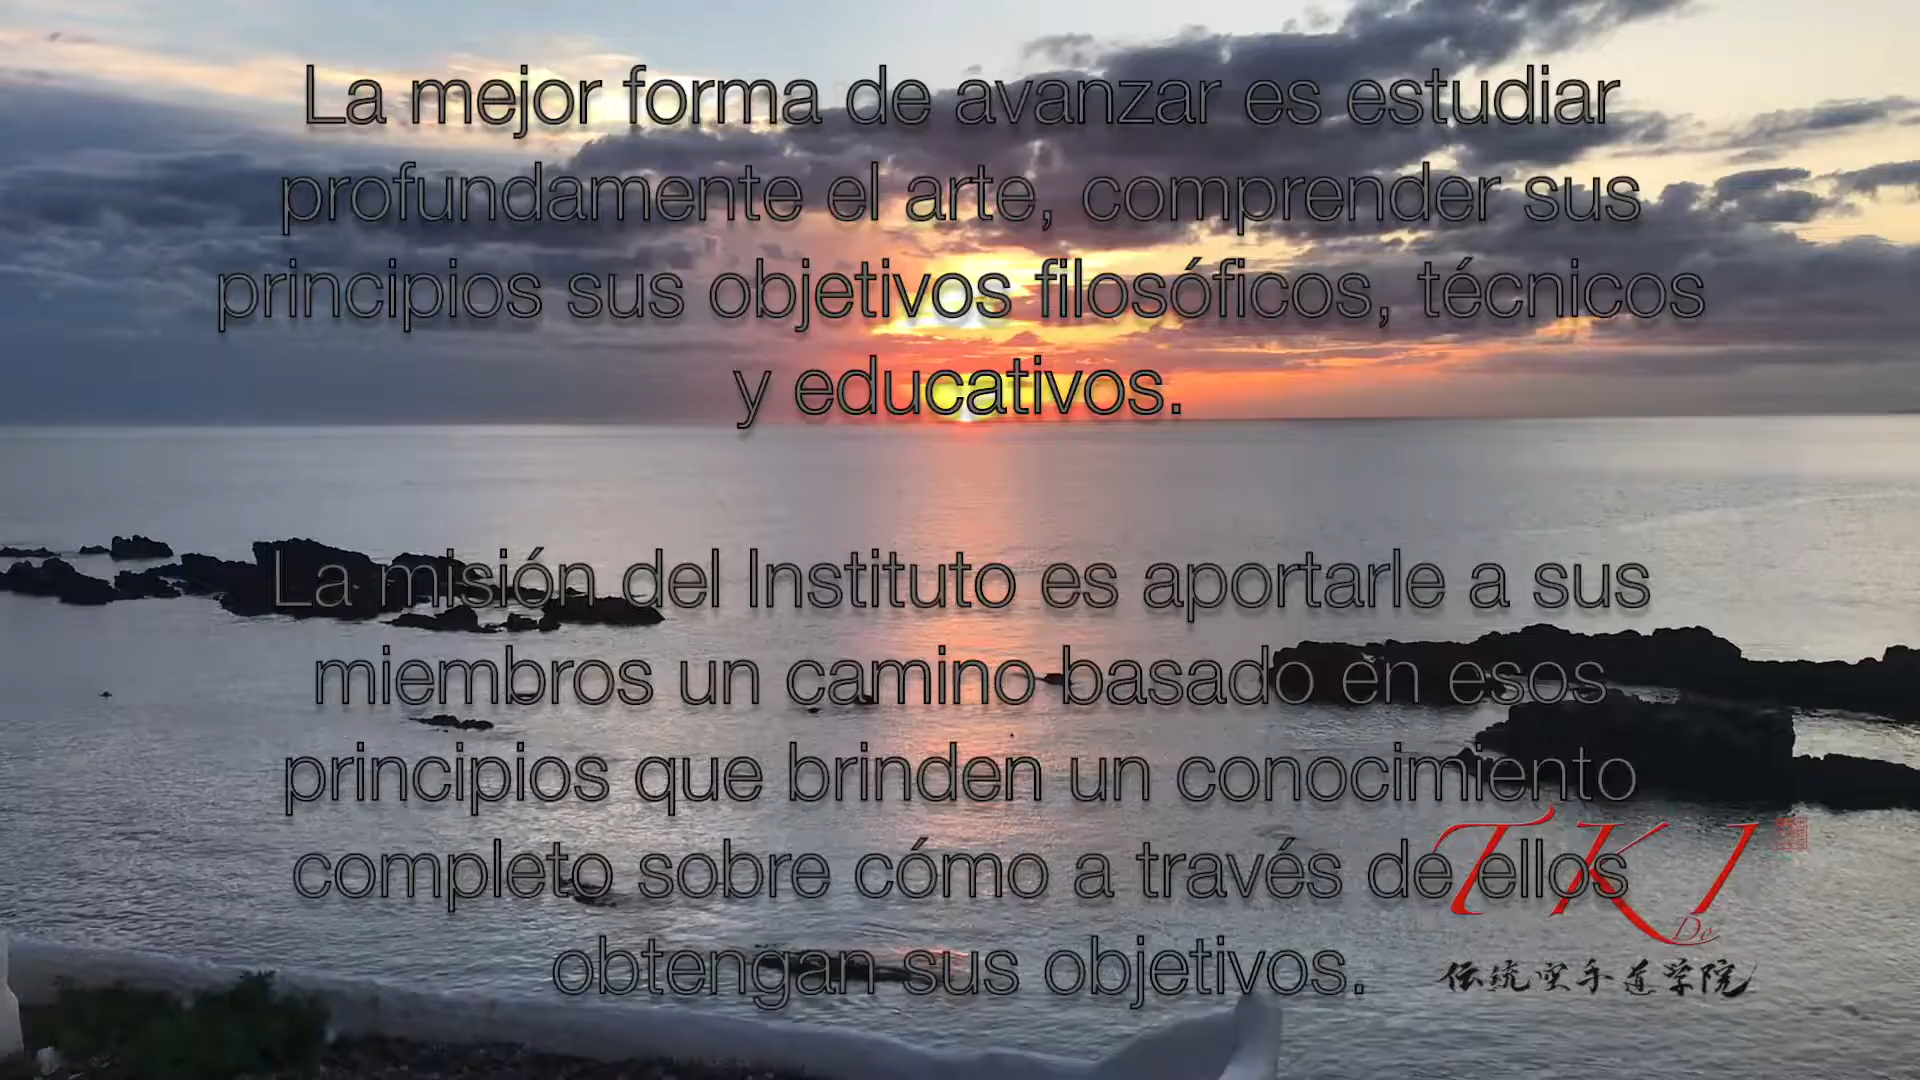 La mejor forma de avanzar es estudiar
profundamente el arte, comprender sus
principios sus objetivos filosóficos, técnicos
y educativos.
La misión del Instituto es aportarle a sus
miembros un camino basado en esos
principios que brinden un conocimiento
completo sobre cómo a través de ellos
obtengan sus objetivos.
TKI
Do
伝統空手道学院